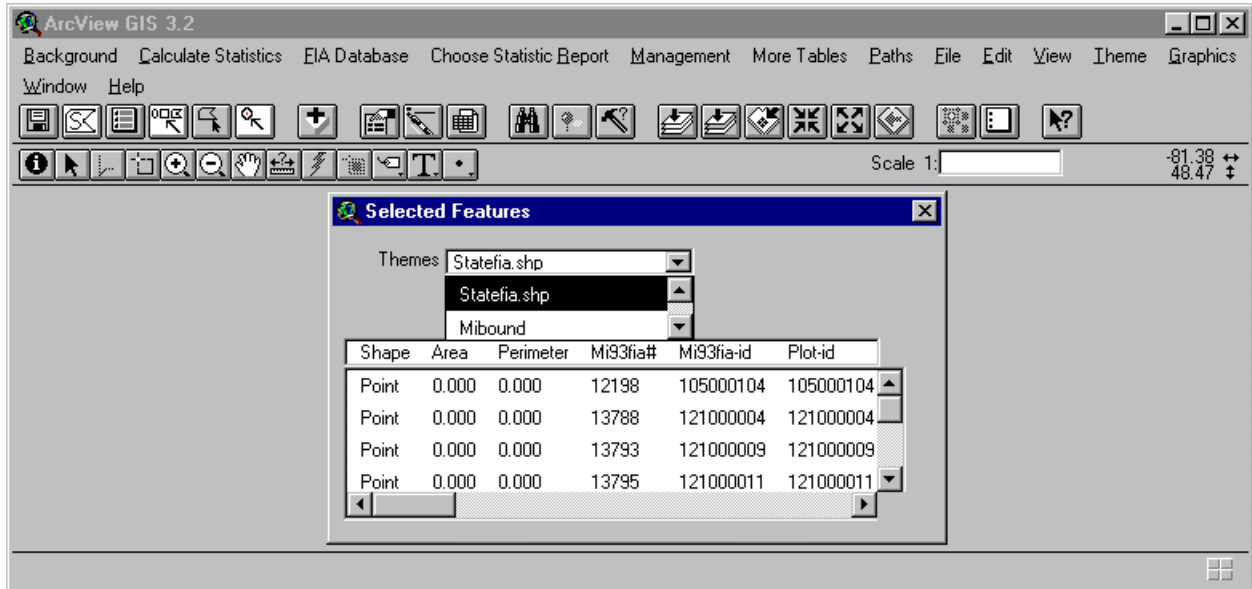 ArcView GIS 3.2
Background Calculate Statistics FIA Database Choose Statistic Report Management More Tables Paths File Edit View Theme Graphics
Window Help
Scale 1:
-81.38
48.47
Selected Features
Themes Statefia.shp
Statefia.shp
Mibound
Shape Area Perimeter Mi93fia# Mi93fia-id Plot-id
Point 0.000 0.000 12198 105000104 105000104
Point 0.000 0.000 13788 121000004 121000004
Point 0.000 0.000 13793 121000009 121000009
Point 0.000 0.000 13795 121000011 121000011